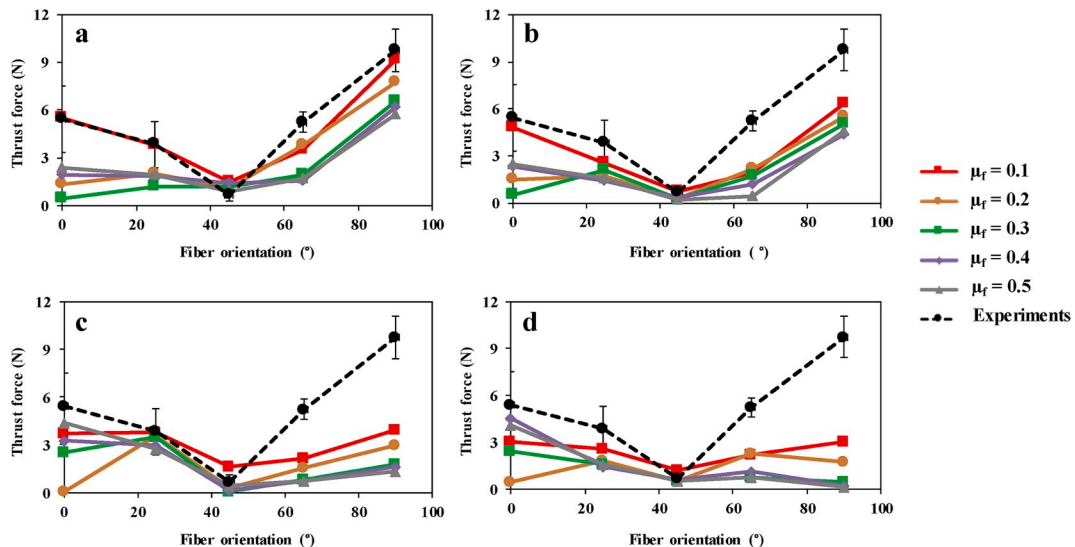 a
12
9
6
3
0
Thrust force (N)
0 20 40 60 80 100
Fiber orientation (°)
b
12
9
6
3
0
Thrust force (N)
0 20 40 60 80 100
Fiber orientation ( °)
c
12
9
6
3
0
Thrust force (N)
0 20 40 60 80 100
Fiber orientation (°)
d
12
9
6
3
0
Thrust force (N)
0 20 40 60 80 100
Fiber orientation (°)
μf = 0.1
μf = 0.2
μf = 0.3
μf = 0.4
μf = 0.5
Experiments